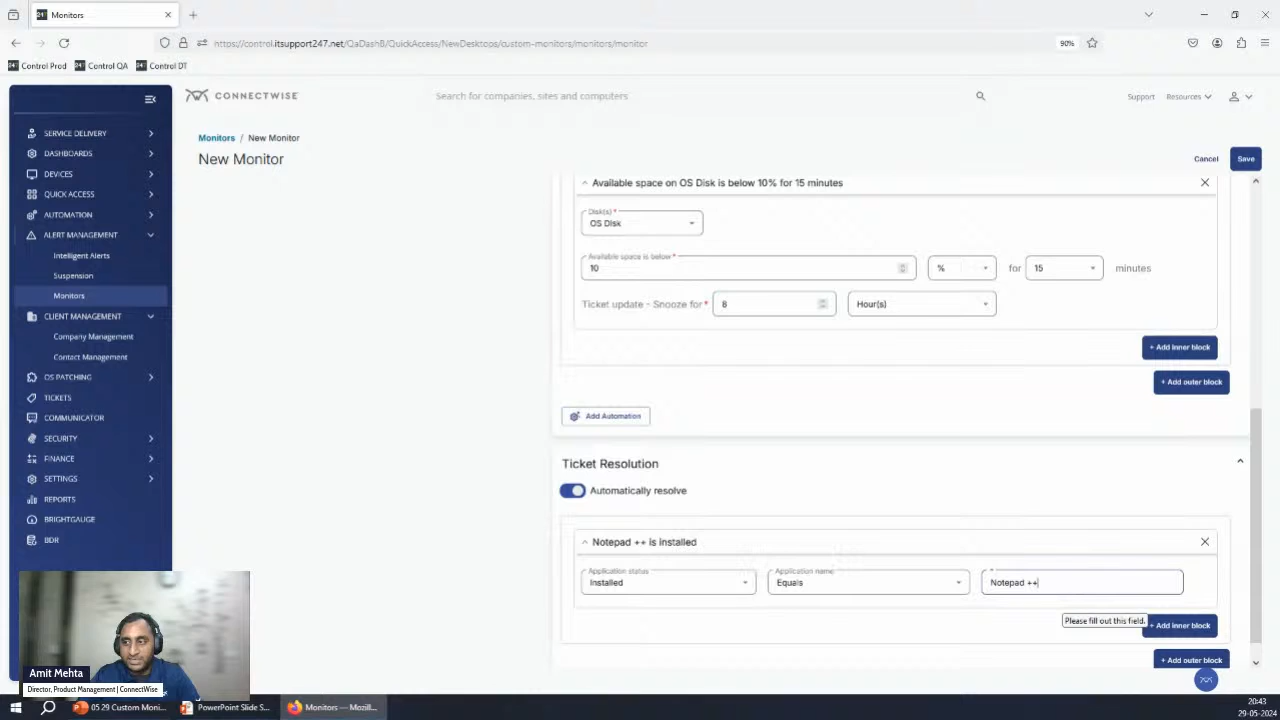 Monitors
https://control.itsupport247.net/QaDashB/QuickAccess/NewDesktops/custom-monitors/monitors/monitor
90%
Control Prod
Control QA
Control DT
CONNECTWISE
Search for companies, sites and computers
Support
Resources
SERVICE DELIVERY
DASHBOARDS
DEVICES
QUICK ACCESS
AUTOMATION
ALERT MANAGEMENT
Intelligent Alerts
Suspension
Monitors
CLIENT MANAGEMENT
Company Management
Contact Management
OS PATCHING
TICKETS
COMMUNICATOR
SECURITY
FINANCE
SETTINGS
REPORTS
BRIGHTGAUGE
BDR
Monitors / New Monitor
New Monitor
Cancel
Save
Available space on OS Disk is below 10% for 15 minutes
Disk(s) *
OS Disk
Available space is below *
10
%
for
15
minutes
Ticket update - Snooze for *
8
Hour(s)
+ Add inner block
+ Add outer block
Add Automation
Ticket Resolution
Automatically resolve
Notepad ++ is installed
Application status
Installed
Application name
Equals
Notepad ++
Please fill out this field.
+ Add inner block
+ Add outer block
Amit Mehta
Director, Product Management | ConnectWise
05 29 Custom Moni...
PowerPoint Slide S...
Monitors — Mozill...
20:43
29-05-2024